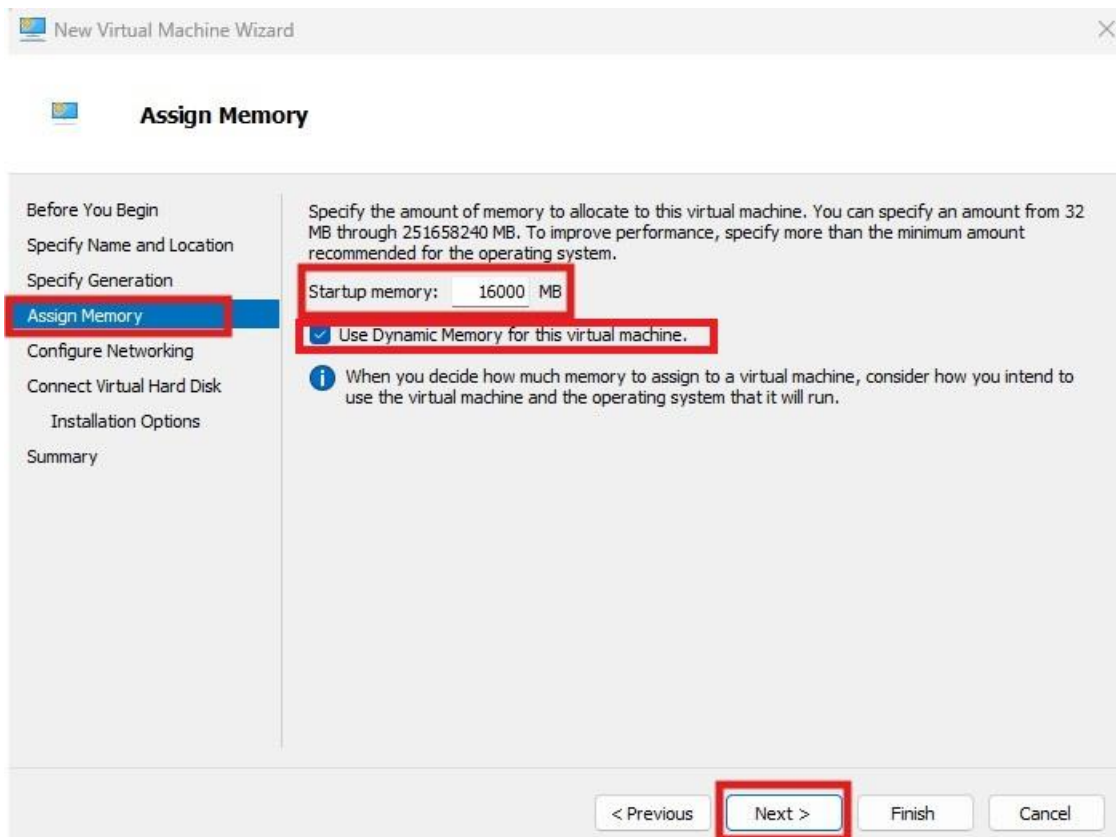 New Virtual Machine Wizard
Assign Memory
Before You Begin
Specify Name and Location
Specify Generation
Assign Memory
Configure Networking
Connect Virtual Hard Disk
Installation Options
Summary
Specify the amount of memory to allocate to this virtual machine. You can specify an amount from 32
MB through 251658240 MB. To improve performance, specify more than the minimum amount
recommended for the operating system.
Startup memory: 16000 MB
Use Dynamic Memory for this virtual machine.
When you decide how much memory to assign to a virtual machine, consider how you intend to
use the virtual machine and the operating system that it will run.
< Previous
Next >
Finish
Cancel